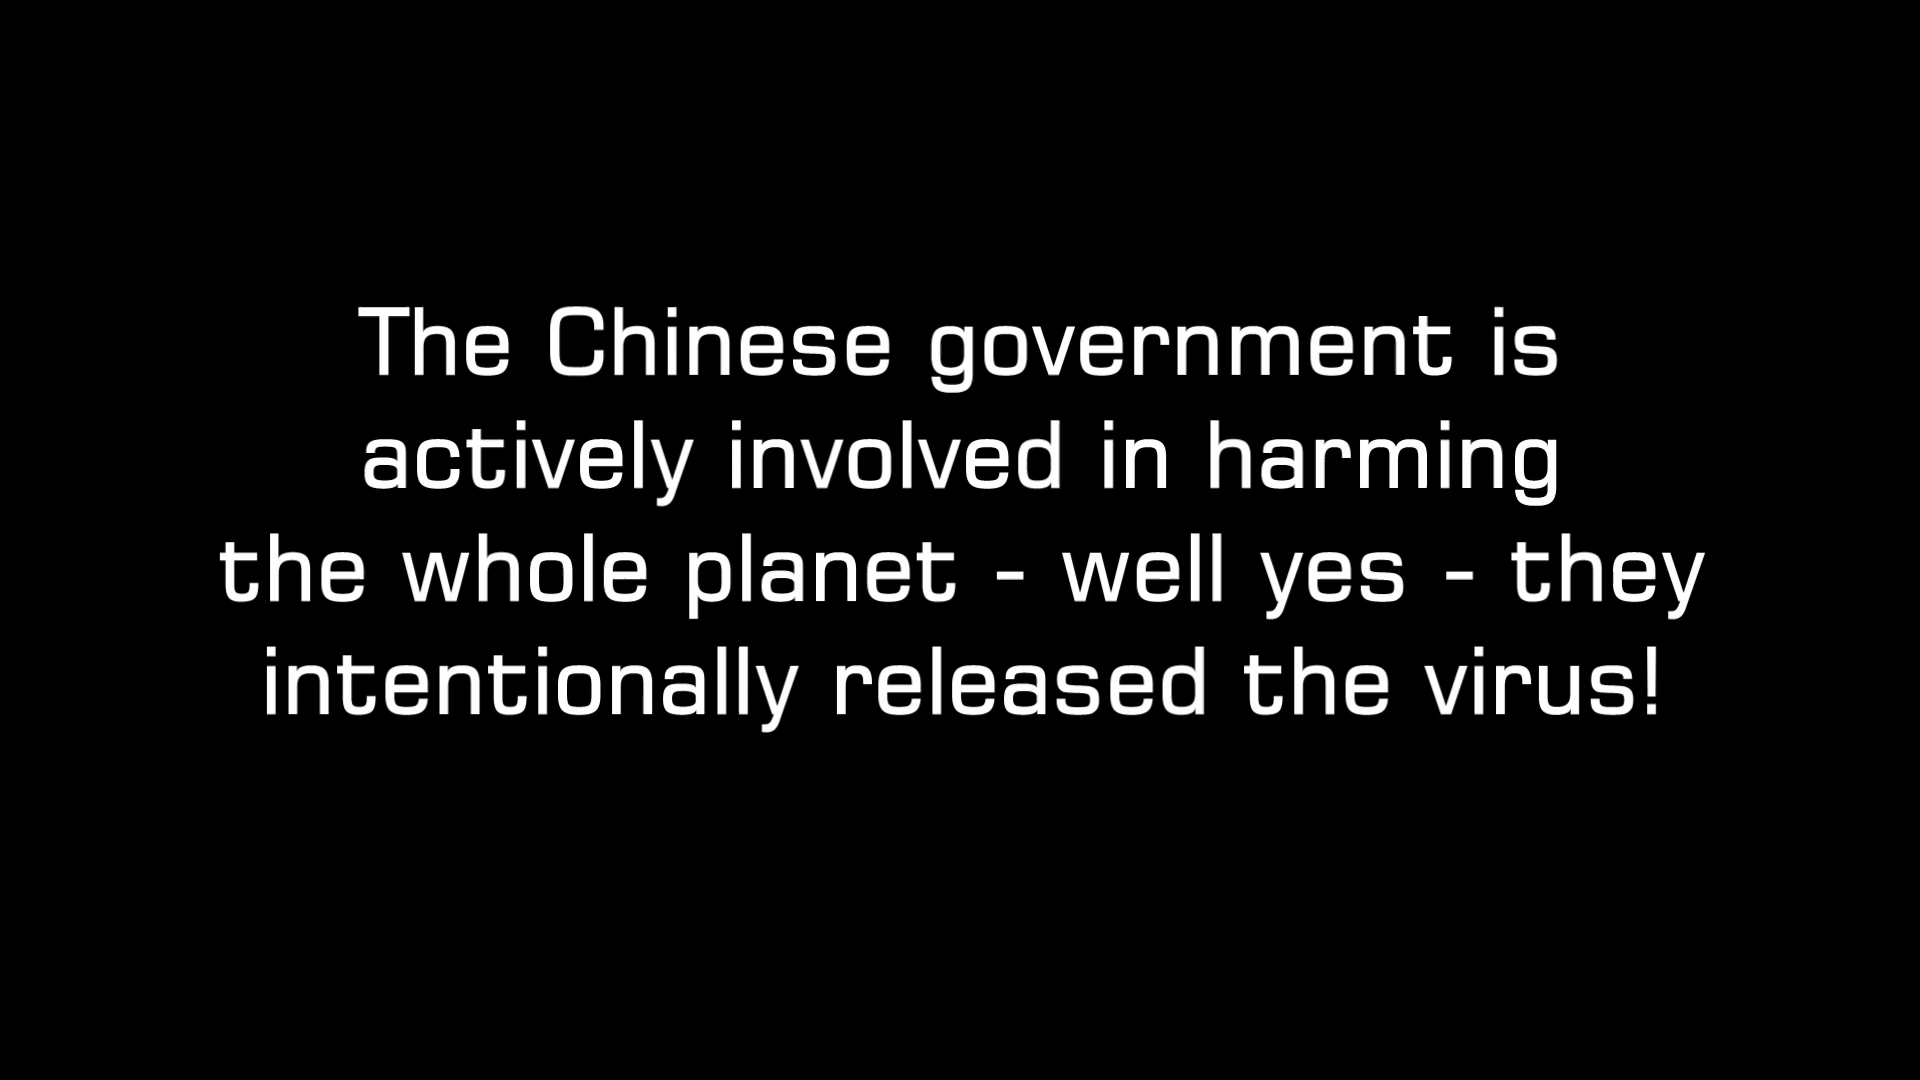 The Chinese government is
actively involved in harming
the whole planet - well yes - they
intentionally released the virus!